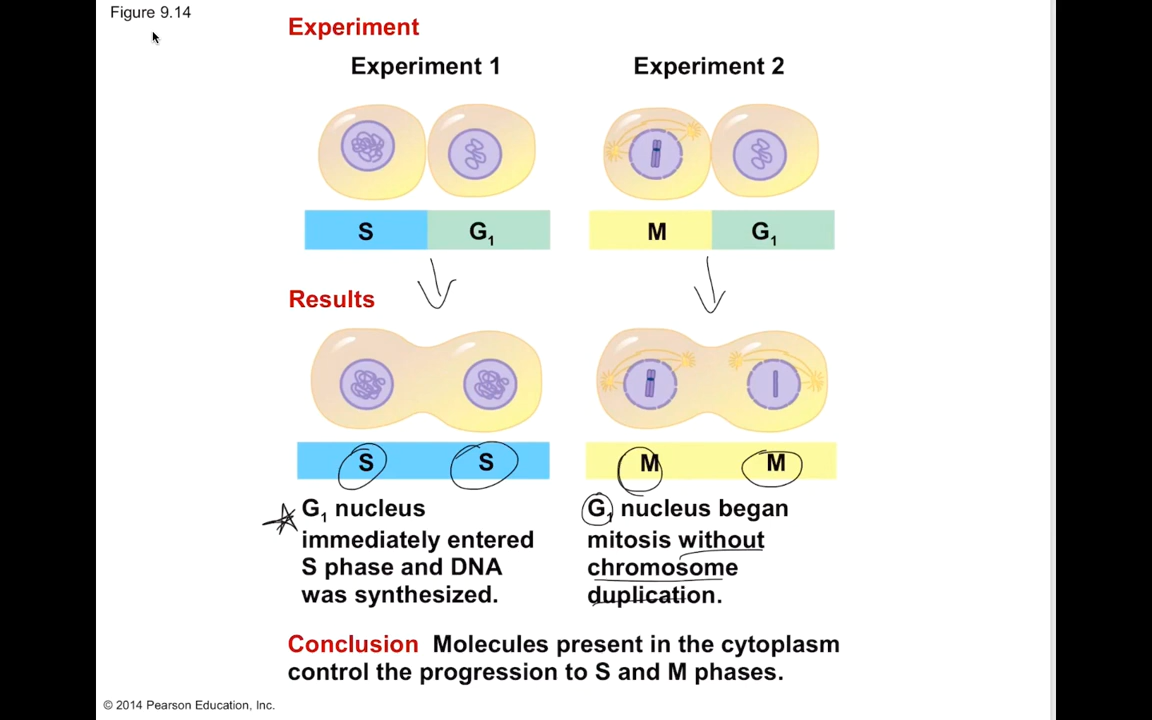 Figure 9.14
Experiment
Experiment 1
Experiment 2
S
G₁
M
G₁
Results
S
S
M
M
G₁ nucleus
immediately entered
S phase and DNA
was synthesized.
G₁ nucleus began
mitosis without
chromosome
duplication.
Conclusion Molecules present in the cytoplasm
control the progression to S and M phases.
© 2014 Pearson Education, Inc.